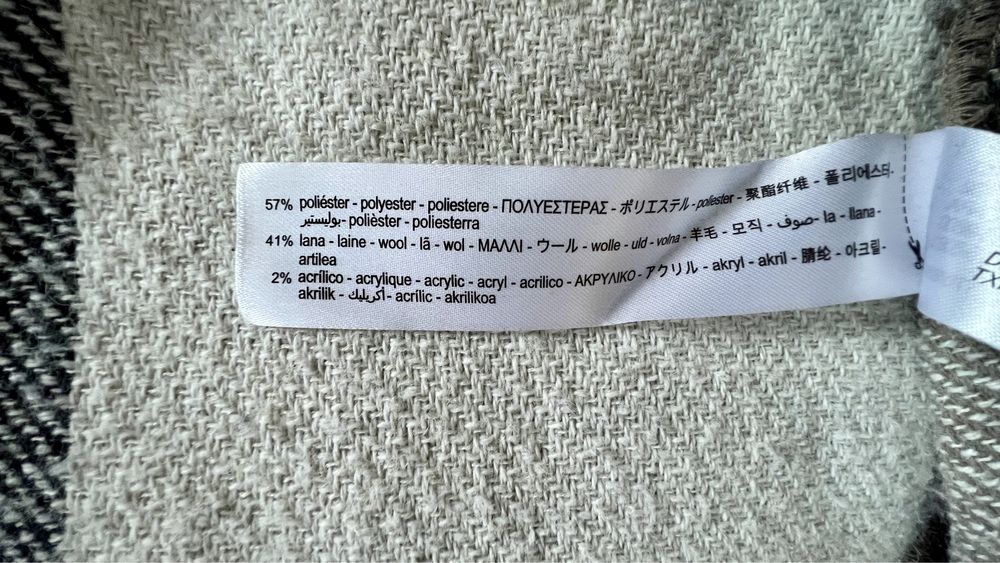 57% poliéster - polyester - poliestere - ΠΟΛΥΕΣΤΕΡΑΣ - ポリエステル - poliester - 聚酯纤维 - 폴리에스터 -
بوليستير - polièster - poliesterra
41% lana - laine - wool - lã - wol - ΜΑΛΛΙ - ウール - wolle - uld - volna - 羊毛 - 모직 - صوف - la - llana -
artilea
2% acrílico - acrylique - acrylic - acryl - acrilico - ΑΚΡΥΛΙΚΟ - アクリル - akryl - akril - 腈纶 - 아크릴 -
akrilik - أكريليك - acrílic - akrilikoa